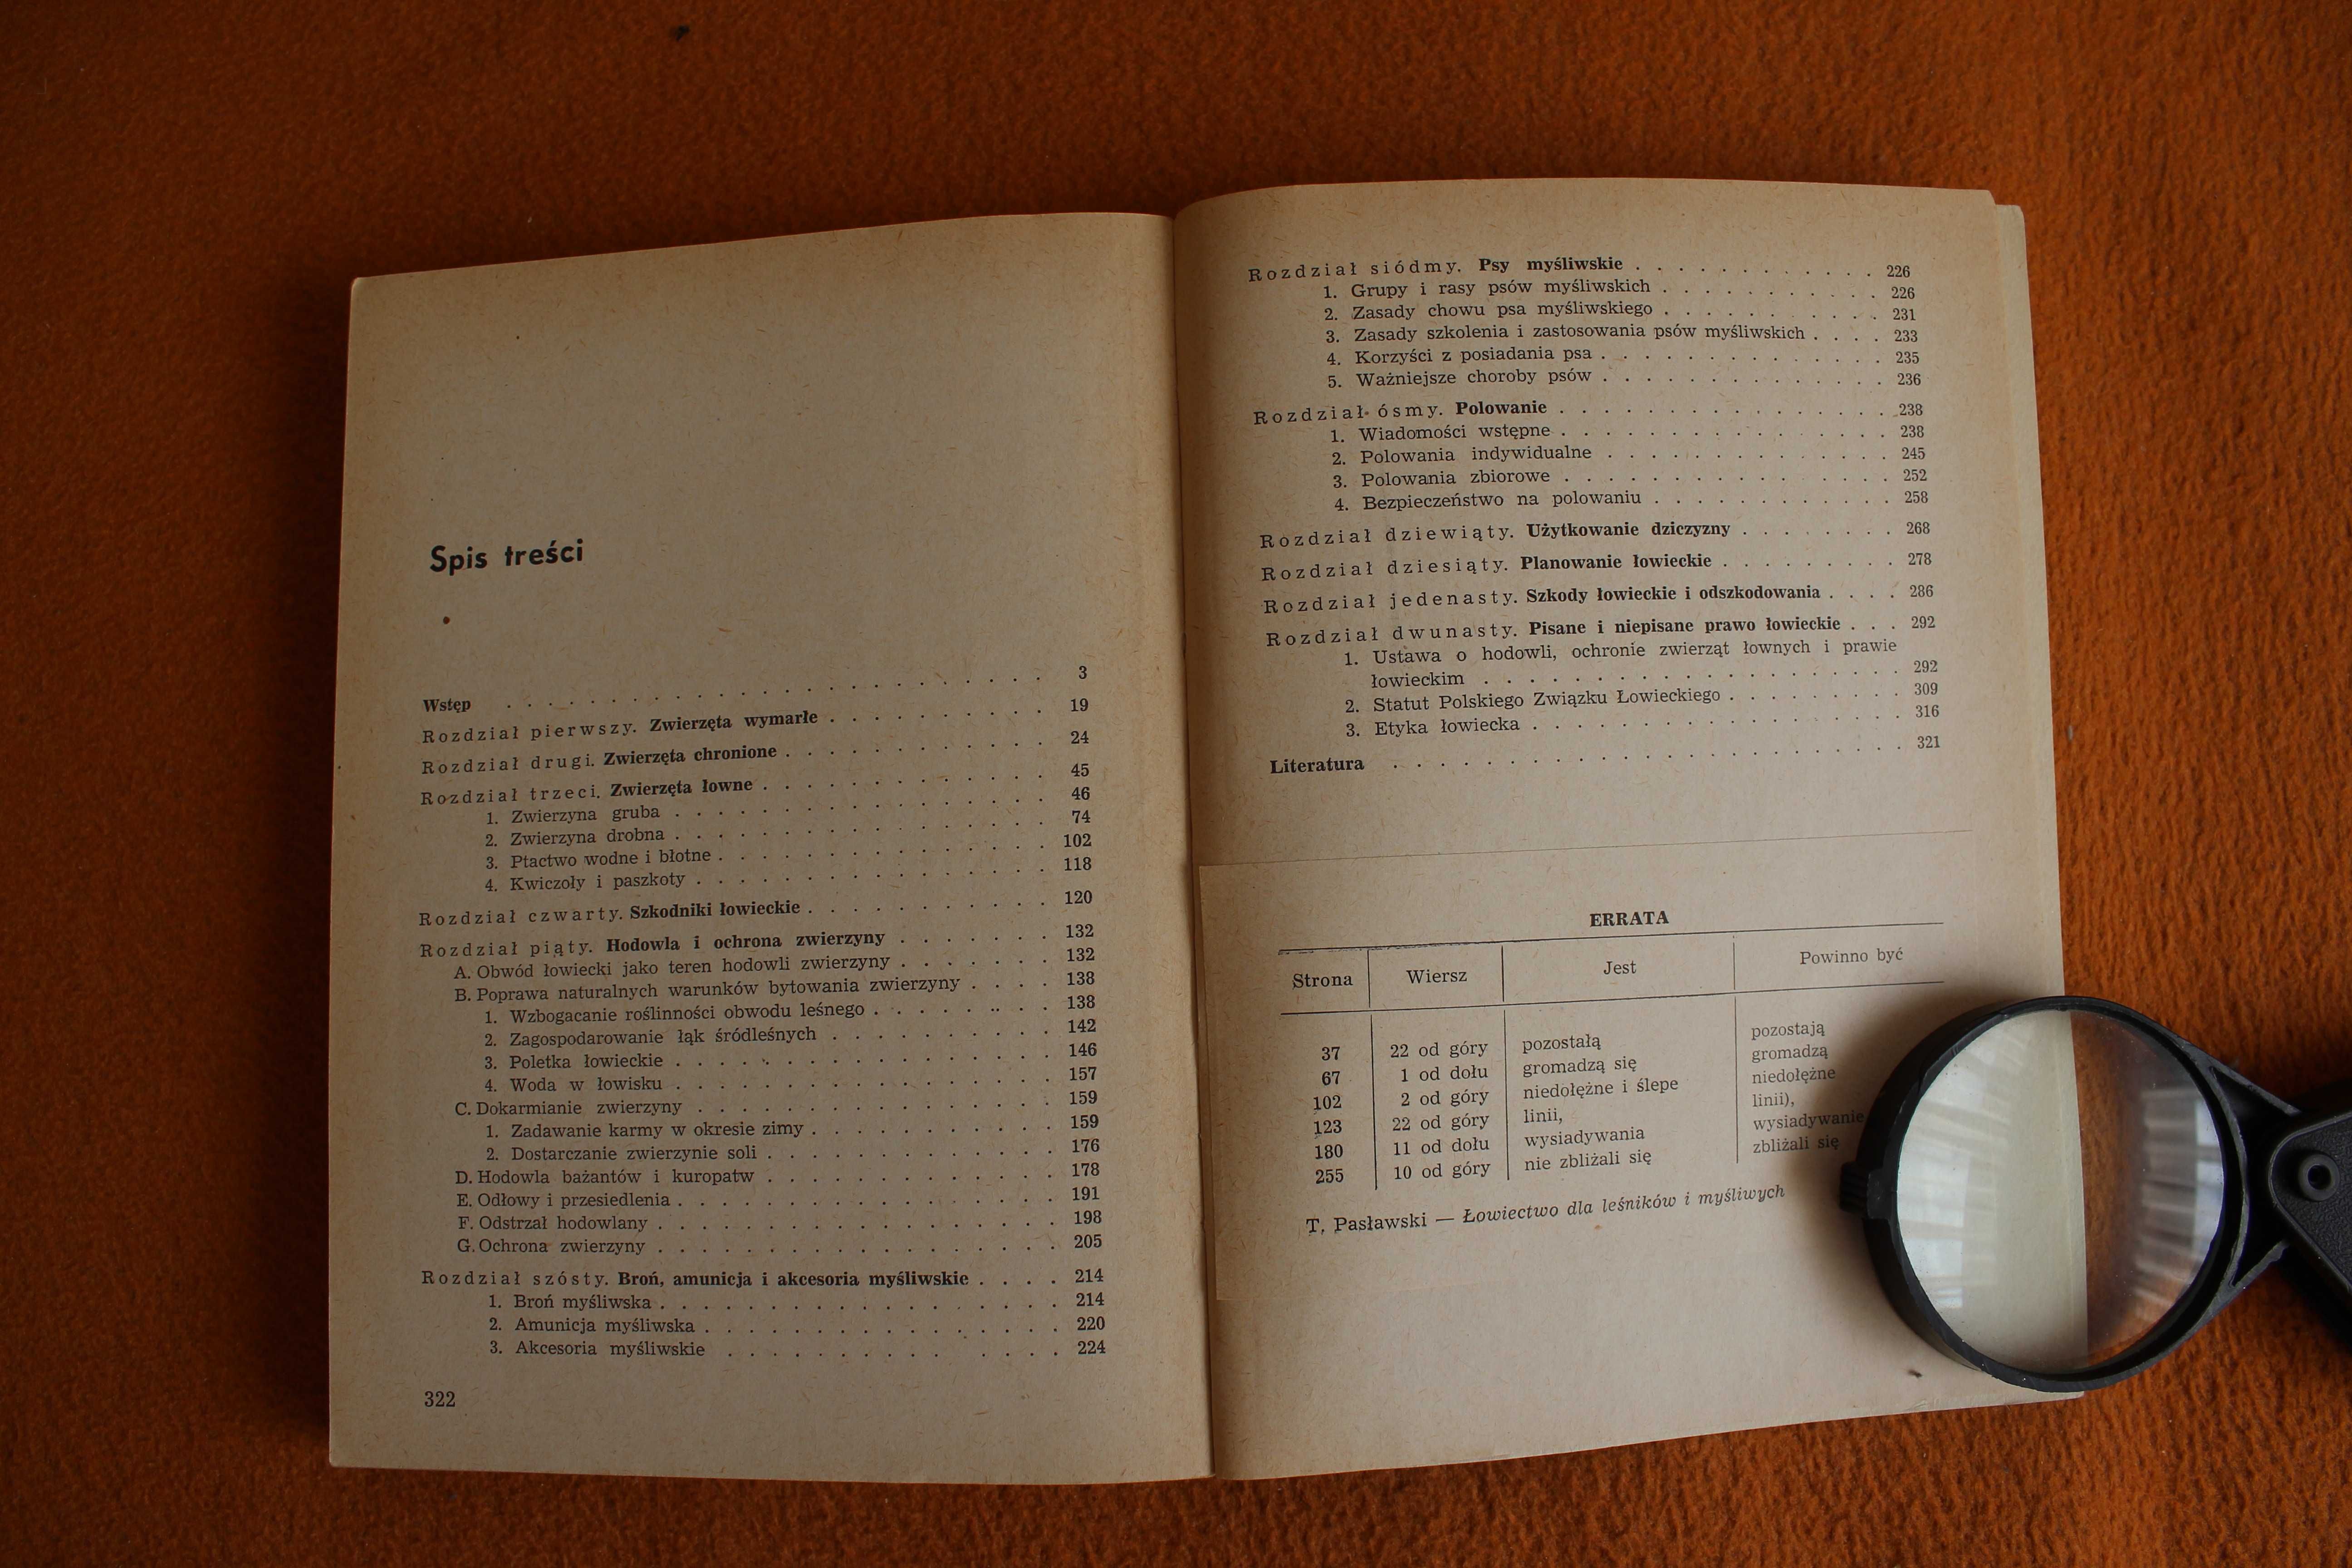 Spis treści
Wstęp . . . . . . . . . . . . . . . . . . . . 3
Rozdział pierwszy. Zwierzęta wymarłe . . . . . . . . . . 19
Rozdział drugi. Zwierzęta chronione . . . . . . . . . . . . 24
Rozdział trzeci. Zwierzęta łowne . . . . . . . . . . . . . 45
1. Zwierzyna gruba . . . . . . . . . . . . . . . . . 46
2. Zwierzyna drobna . . . . . . . . . . . . . . . . . 74
3. Ptactwo wodne i błotne . . . . . . . . . . . . . . . 102
4. Kwiczoły i paszkoty . . . . . . . . . . . . . . . . 118
Rozdział czwarty. Szkodniki łowieckie . . . . . . . . . . . 120
Rozdział piąty. Hodowla i ochrona zwierzyny . . . . . . . 132
A. Obwód łowiecki jako teren hodowli zwierzyny . . . . . . . 132
B. Poprawa naturalnych warunków bytowania zwierzyny . . . . 138
1. Wzbogacanie roślinności obwodu leśnego . . . . . . . . 138
2. Zagospodarowanie łąk śródleśnych . . . . . . . . . . 142
3. Poletka łowieckie . . . . . . . . . . . . . . . . . 146
4. Woda w łowisku . . . . . . . . . . . . . . . . . 157
C. Dokarmianie zwierzyny . . . . . . . . . . . . . . . . 159
1. Zadawanie karmy w okresie zimy . . . . . . . . . . . 159
2. Dostarczanie zwierzynie soli . . . . . . . . . . . . . 176
D. Hodowla bażantów i kuropatw . . . . . . . . . . . . . 178
E. Odłowy i przesiedlenia . . . . . . . . . . . . . . . . . 191
F. Odstrzał hodowlany . . . . . . . . . . . . . . . . . . 198
G. Ochrona zwierzyny . . . . . . . . . . . . . . . . . . 205
Rozdział szósty. Broń, amunicja i akcesoria myśliwskie . . . . 214
1. Broń myśliwska . . . . . . . . . . . . . . . . . . 214
2. Amunicja myśliwska . . . . . . . . . . . . . . . . 220
3. Akcesoria myśliwskie . . . . . . . . . . . . . . 224
322
Rozdział siódmy. Psy myśliwskie . . . . . . . . . . . . 226
1. Grupy i rasy psów myśliwskich . . . . . . . . . . . 226
2. Zasady chowu psa myśliwskiego . . . . . . . . . . . 231
3. Zasady szkolenia i zastosowania psów myśliwskich . . . . 233
4. Korzyści z posiadania psa . . . . . . . . . . . . . . 235
5. Ważniejsze choroby psów . . . . . . . . . . . . . . 236
Rozdział ósmy. Polowanie . . . . . . . . . . . . . . . . 238
1. Wiadomości wstępne . . . . . . . . . . . . . . . . 238
2. Polowania indywidualne . . . . . . . . . . . . . . 245
3. Polowania zbiorowe . . . . . . . . . . . . . . . . 252
4. Bezpieczeństwo na polowaniu . . . . . . . . . . . . 258
Rozdział dziewiąty. Użytkowanie dziczyzny . . . . . . . . 268
Rozdział dziesiąty. Planowanie łowieckie . . . . . . . . . 278
Rozdział jedenasty. Szkody łowieckie i odszkodowania . . . . 286
Rozdział dwunasty. Pisane i niepisane prawo łowieckie . . . 292
1. Ustawa o hodowli, ochronie zwierząt łownych i prawie
łowieckim . . . . . . . . . . . . . . . . . . . . 292
2. Statut Polskiego Związku Łowieckiego . . . . . . . . . 309
3. Etyka łowiecka . . . . . . . . . . . . . . . . . . 316
Literatura . . . . . . . . . . . . . . . . . . . . 321
ERRATA
Strona Wiersz Jest Powinno być
37 22 od góry pozostałą pozostają
67 1 od dołu gromadzą się gromadzą
102 2 od góry niedołężne i ślepe niedołężne
123 22 od góry linii, linii),
180 11 od dołu wysiadywania wysiadywanie
255 10 od góry nie zbliżali się zbliżali się
T. Pasławski — Łowiectwo dla leśników i myśliwych